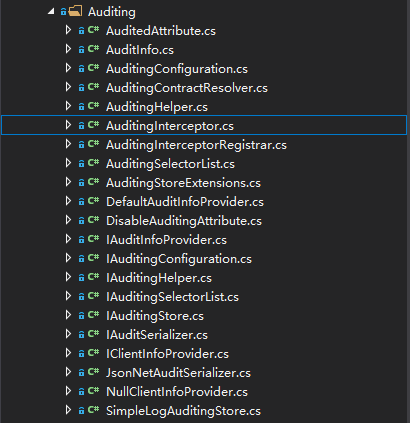 Auditing
C# AuditedAttribute.cs
C# AuditInfo.cs
C# AuditingConfiguration.cs
C# AuditingContractResolver.cs
C# AuditingHelper.cs
C# AuditingInterceptor.cs
C# AuditingInterceptorRegistrar.cs
C# AuditingSelectorList.cs
C# AuditingStoreExtensions.cs
C# DefaultAuditInfoProvider.cs
C# DisableAuditingAttribute.cs
C# IAuditInfoProvider.cs
C# IAuditingConfiguration.cs
C# IAuditingHelper.cs
C# IAuditingSelectorList.cs
C# IAuditingStore.cs
C# IAuditSerializer.cs
C# IClientInfoProvider.cs
C# JsonNetAuditSerializer.cs
C# NullClientInfoProvider.cs
C# SimpleLogAuditingStore.cs